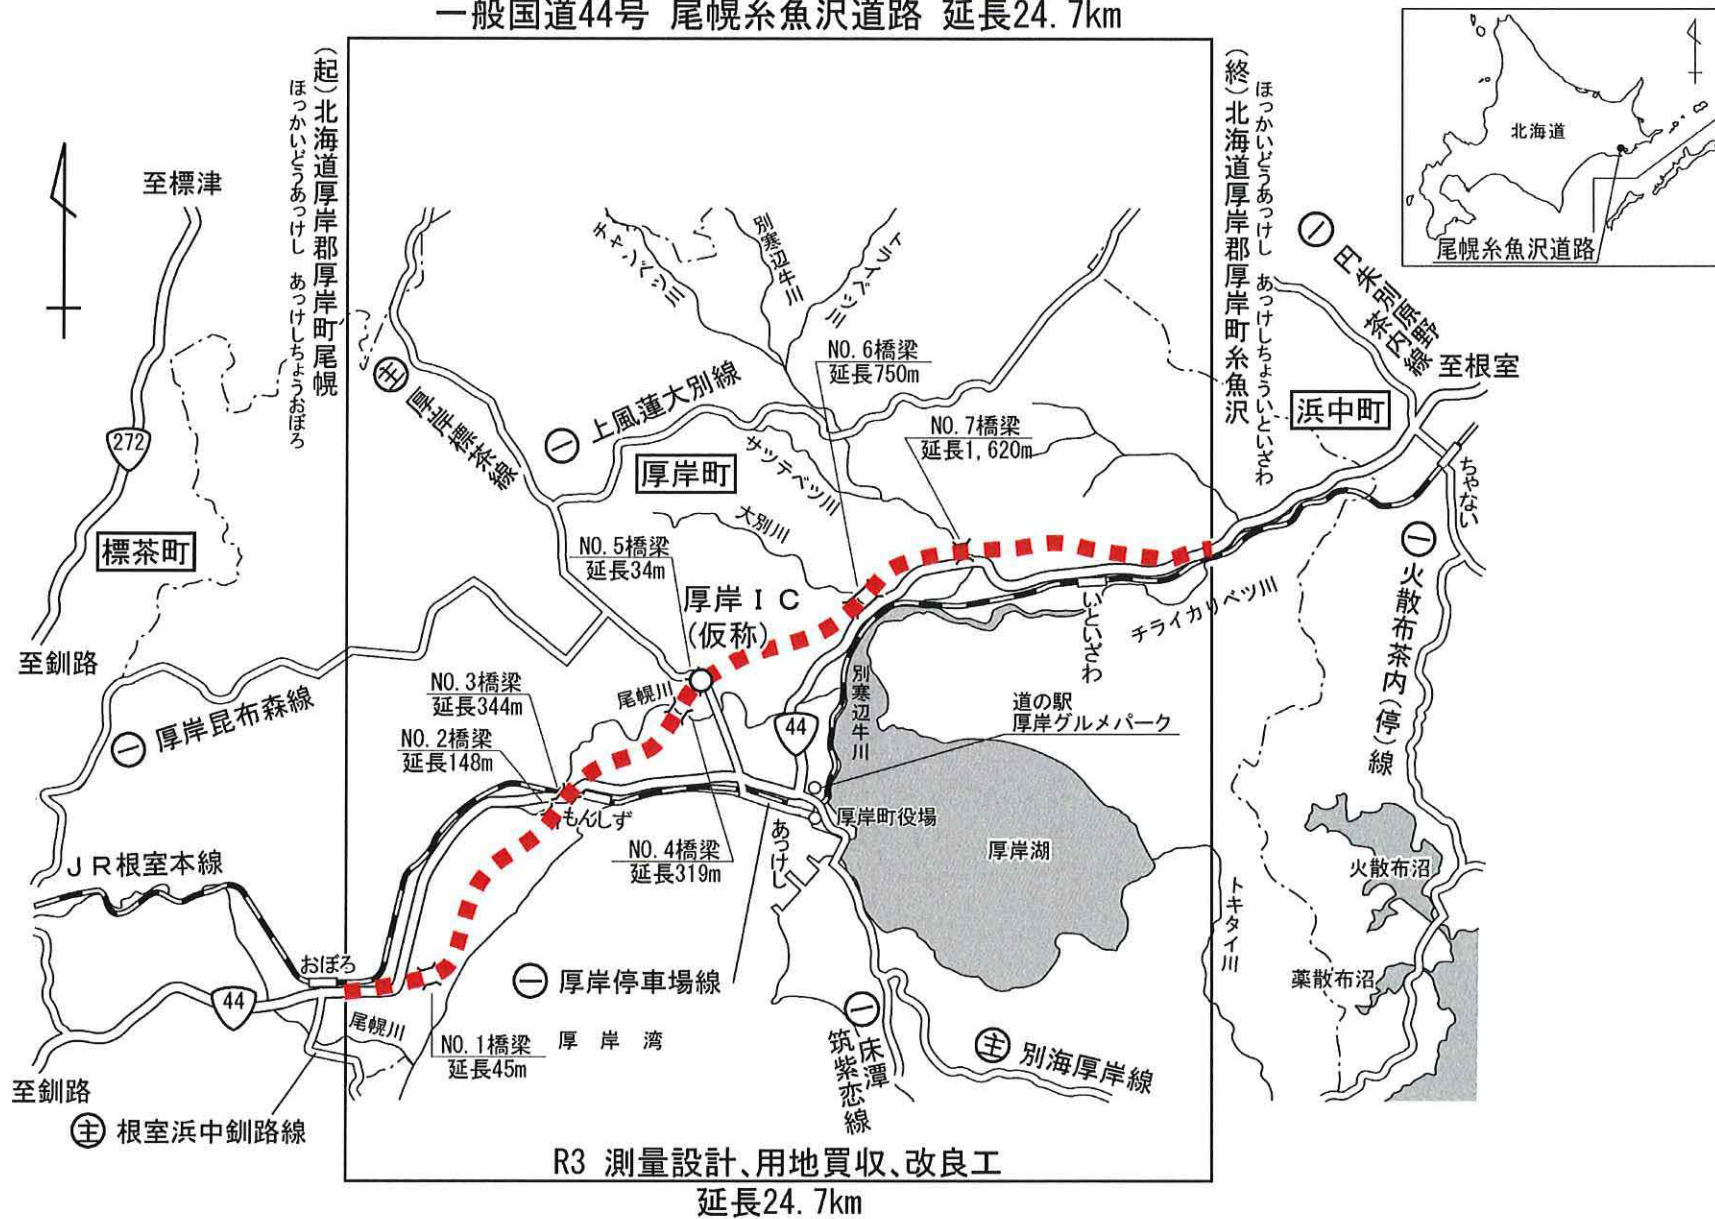 一般国道44号 尾幌糸魚沢道路 延長24.7km
(起)北海道厚岸郡厚岸町尾幌
ほっかいどうあっけし あっけしちょうおぼろ
(終)北海道厚岸郡厚岸町糸魚沢
ほっかいどうあっけし あっけしちょういといざわ
北海道
尾幌糸魚沢道路
至標津
272
標茶町
至釧路
主 厚岸標茶線
一 上風蓮大別線
厚岸町
チャンベツ川
別寒辺牛川
トライベツ川
サッテベツ川
大別川
NO.6橋梁
延長750m
NO.7橋梁
延長1,620m
一 円朱別原野茶内線
至根室
浜中町
ちゃない
NO.5橋梁
延長34m
厚岸IC
(仮称)
いといざわ
チライカリベツ川
一 火散布茶内(停)線
NO.3橋梁
延長344m
尾幌川
NO.2橋梁
延長148m
44
別寒辺牛川
道の駅
厚岸グルメパーク
一 厚岸昆布森線
もんしず
厚岸町役場
あっけし
NO.4橋梁
延長319m
厚岸湖
火散布沼
JR根室本線
トキタイ川
藻散布沼
おぼろ
44
一 厚岸停車場線
尾幌川
NO.1橋梁
延長45m
厚岸湾
一 床潭筑紫恋線
主 別海厚岸線
至釧路
主 根室浜中釧路線
R3 測量設計、用地買収、改良工
延長24.7km